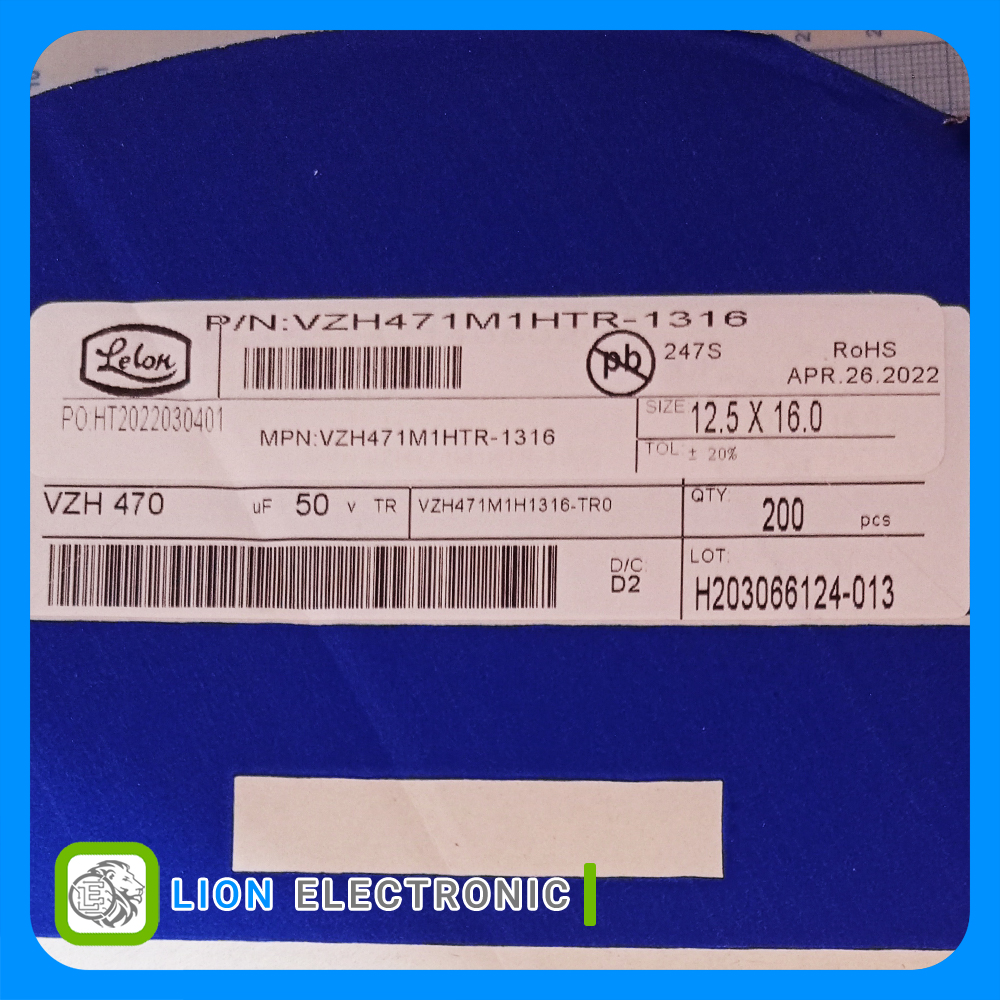 P/N:VZH471M1HTR-1316
Lelon
pb
247S
RoHS
APR.26.2022
PO:HT2022030401
MPN:VZH471M1HTR-1316
SIZE 12.5 X 16.0
TOL: ± 20%
VZH 470 uF 50 v TR
VZH471M1H1316-TR0
QTY:
200 pcs
D/C:
D2
LOT:
H203066124-013
LION ELECTRONIC